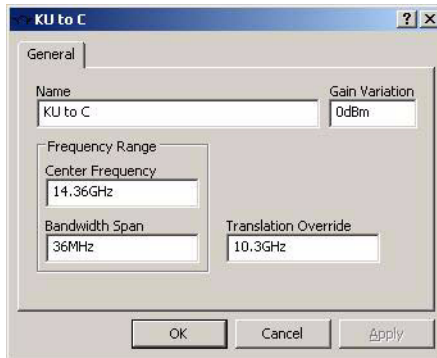 KU to C
General
Name
Gain Variation
KU to C
0dBm
Frequency Range
Center Frequency
14.36GHz
Bandwidth Span
Translation Override
36MHz
10.3GHz
OK
Cancel
Apply